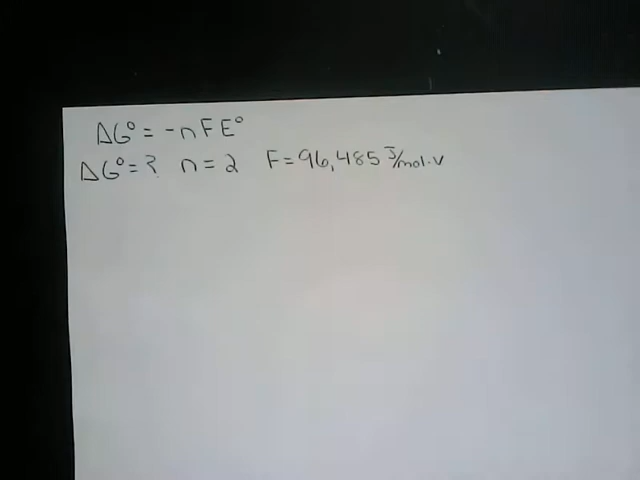 ΔG° = -nFE°
ΔG° = ? n = 2 F = 96,485 J/mol·V